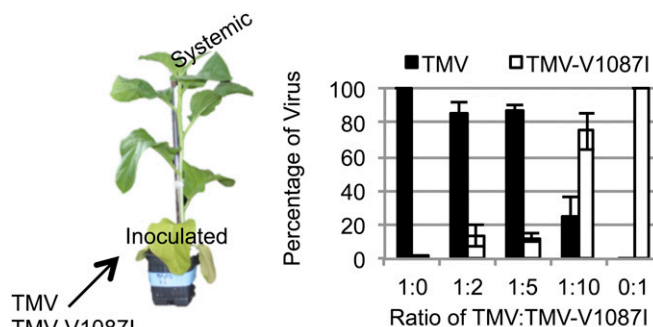 Systemic
Inoculated
TMV
TMV-V1087I
TMV
TMV-V1087I
Percentage of Virus
100
80
60
40
20
0
1:0 1:2 1:5 1:10 0:1
Ratio of TMV:TMV-V1087I